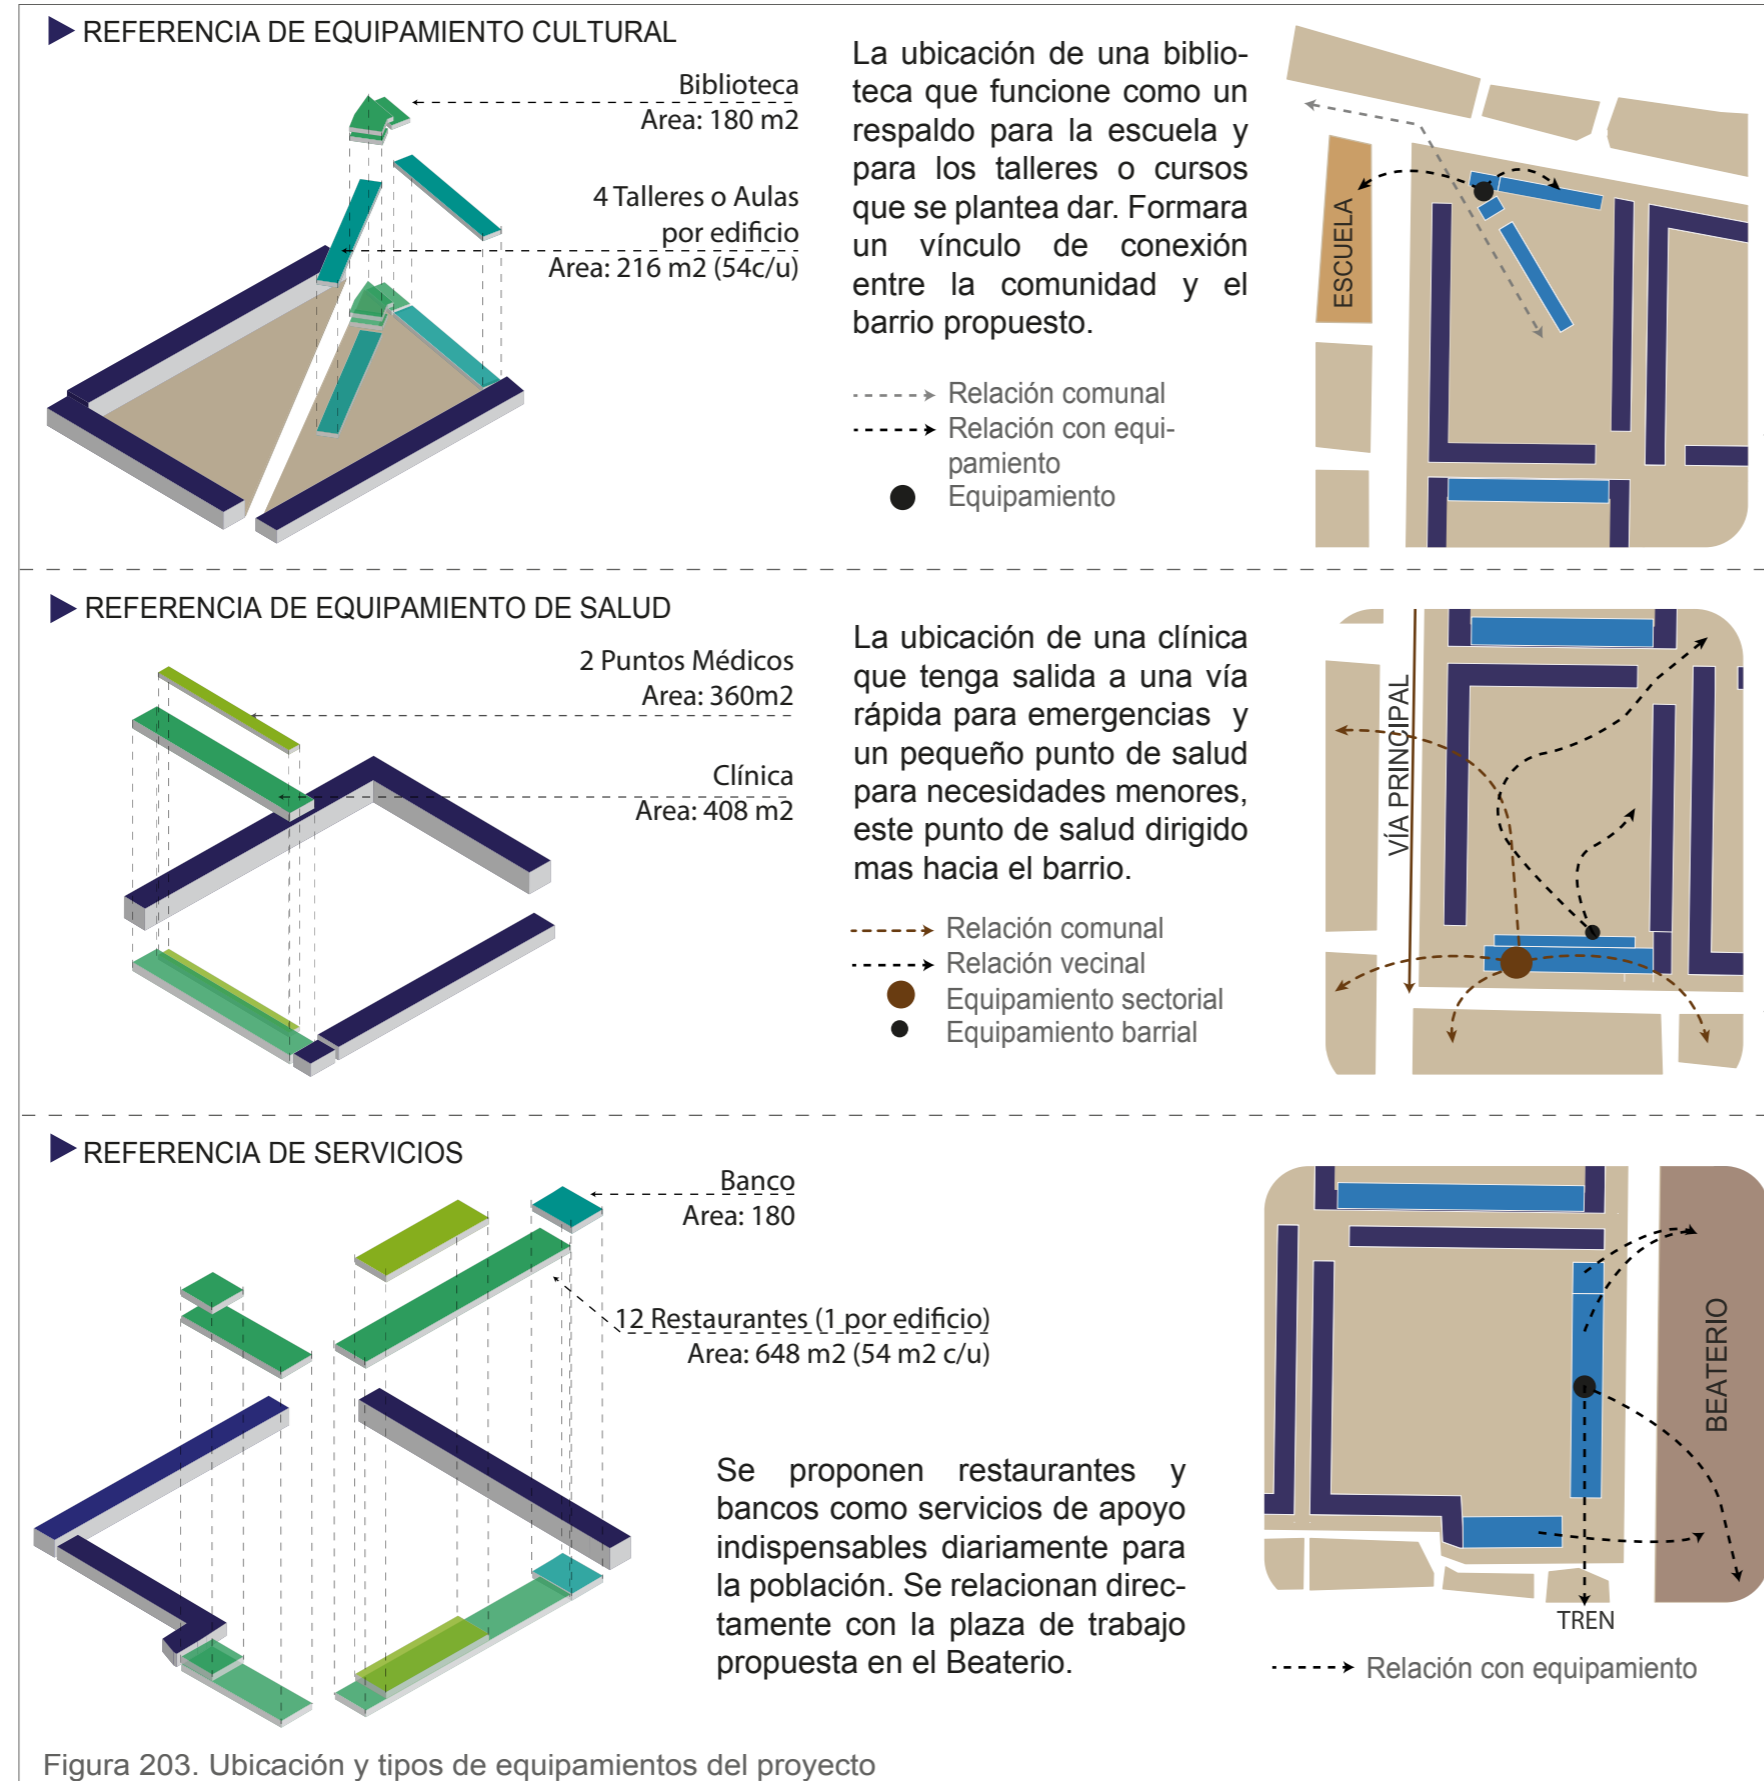 REFERENCIA DE EQUIPAMIENTO CULTURAL
Biblioteca
Area: 180 m2
4 Talleres o Aulas
por edificio
Area: 216 m2 (54c/u)
La ubicación de una biblio-
teca que funcione como un
respaldo para la escuela y
para los talleres o cursos
que se plantea dar. Formara
un vínculo de conexión
entre la comunidad y el
barrio propuesto.
Relación comunal
Relación con equi-
pamiento
Equipamiento
ESCUELA
REFERENCIA DE EQUIPAMIENTO DE SALUD
2 Puntos Médicos
Area: 360m2
Clínica
Area: 408 m2
La ubicación de una clínica
que tenga salida a una vía
rápida para emergencias y
un pequeño punto de salud
para necesidades menores,
este punto de salud dirigido
mas hacia el barrio.
Relación comunal
Relación vecinal
Equipamiento sectorial
Equipamiento barrial
VÍA PRINCIPAL
REFERENCIA DE SERVICIOS
Banco
Area: 180
12 Restaurantes (1 por edificio)
Area: 648 m2 (54 m2 c/u)
Se proponen restaurantes y
bancos como servicios de apoyo
indispensables diariamente para
la población. Se relacionan direc-
tamente con la plaza de trabajo
propuesta en el Beaterio.
BEATERIO
TREN
Relación con equipamiento
Figura 203. Ubicación y tipos de equipamientos del proyecto